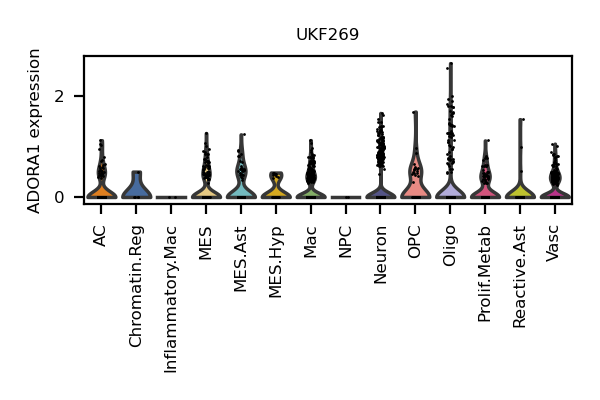 UKF269
ADORA1 expression
2
0
AC
Chromatin.Reg
Inflammatory.Mac
MES
MES.Ast
MES.Hyp
Mac
NPC
Neuron
OPC
Oligo
Prolif.Metab
Reactive.Ast
Vasc